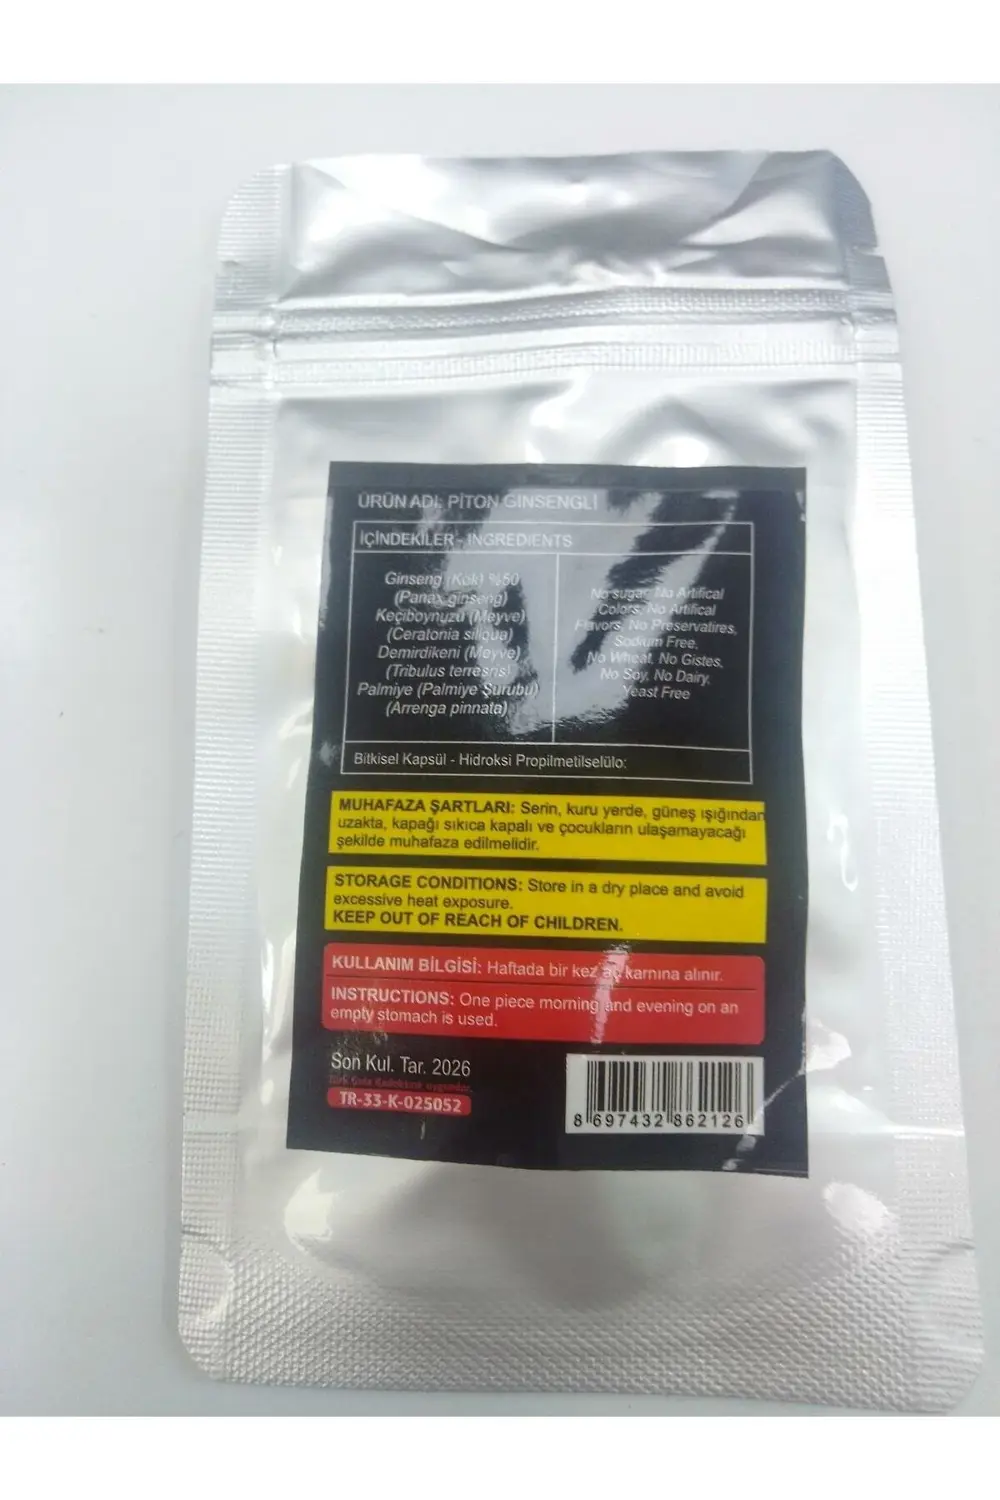 ÜRÜN ADI: PİTON GINSENGLİ
İÇİNDEKİLER - INGREDIENTS
Ginseng (Kök) %50
(Panax ginseng)
Keçiboynuzu (Meyve)
(Ceratonia siliqua)
Demirdikeni (Meyve)
(Tribulus terresris)
Palmiye (Palmiye Şurubu)
(Arrenga pinnata)
No sugar, No Artifical
Colors, No Artifical
Flavors, No Preservatires,
Sodium Free,
No Wheat, No Gistes,
No Soy, No Dairy,
Yeast Free
Bitkisel Kapsül - Hidroksi Propilmetilselülo:
MUHAFAZA ŞARTLARI: Serin, kuru yerde, güneş ışığından
uzakta, kapağı sıkıca kapalı ve çocukların ulaşamayacağı
şekilde muhafaza edilmelidir.
STORAGE CONDITIONS: Store in a dry place and avoid
excessive heat exposure.
KEEP OUT OF REACH OF CHILDREN.
KULLANIM BİLGİSİ: Haftada bir kez aç karnına alınır.
INSTRUCTIONS: One piece morning and evening on an
empty stomach is used.
Son Kul. Tar. 2026
Türk Gıda Kodeksine uygundur.
TR-33-K-025052
8 697432 862126